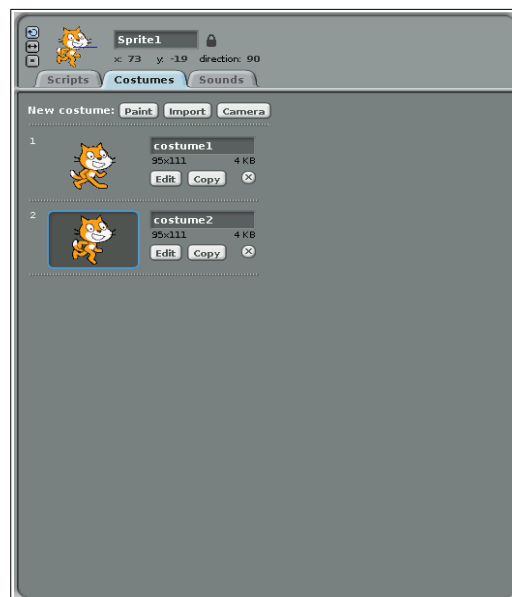 Sprite1
x: 73 y: -19 direction: 90
Scripts Costumes Sounds
New costume: Paint Import Camera
1
costume1
95x111 4 KB
Edit Copy
2
costume2
95x111 4 KB
Edit Copy